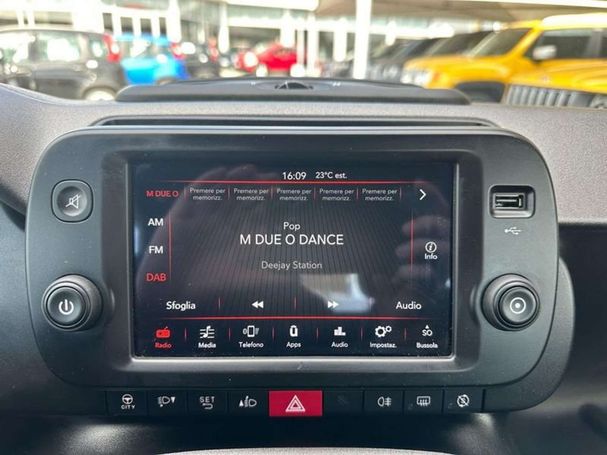 16:09 23°C est.
M DUE O Premere per memorizz. Premere per memorizz. Premere per memorizz. Premere per memorizz. Premere per memorizz.
AM
Pop
M DUE O DANCE
FM
Info
Deejay Station
DAB
Sfoglia Audio
Radio Media Telefono Apps Audio Impostaz. SO Bussola
CITY SET